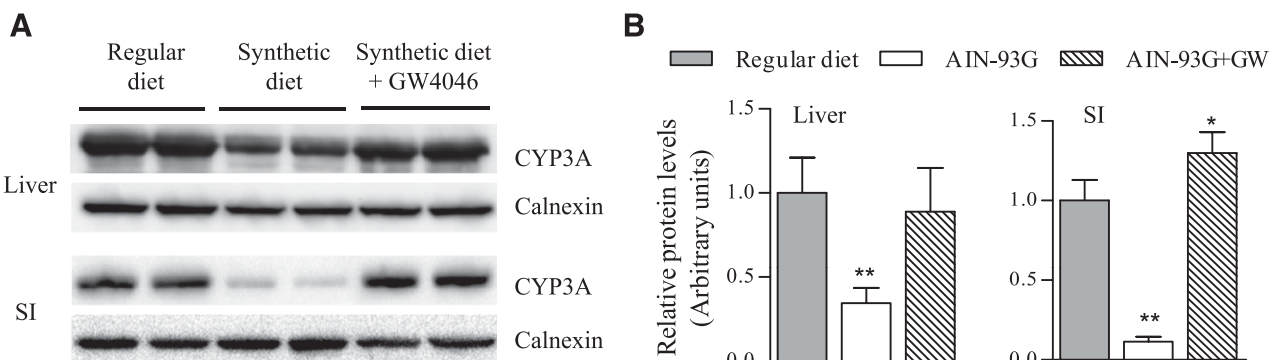 A
Regular diet
Synthetic diet
Synthetic diet + GW4046
Liver
CYP3A
Calnexin
SI
CYP3A
Calnexin
B
Regular diet
AIN-93G
AIN-93G+GW
Relative protein levels
(Arbitrary units)
Liver
1.5
1.0
0.5
0.0
**
SI
1.5
1.0
0.5
0.0
**
*